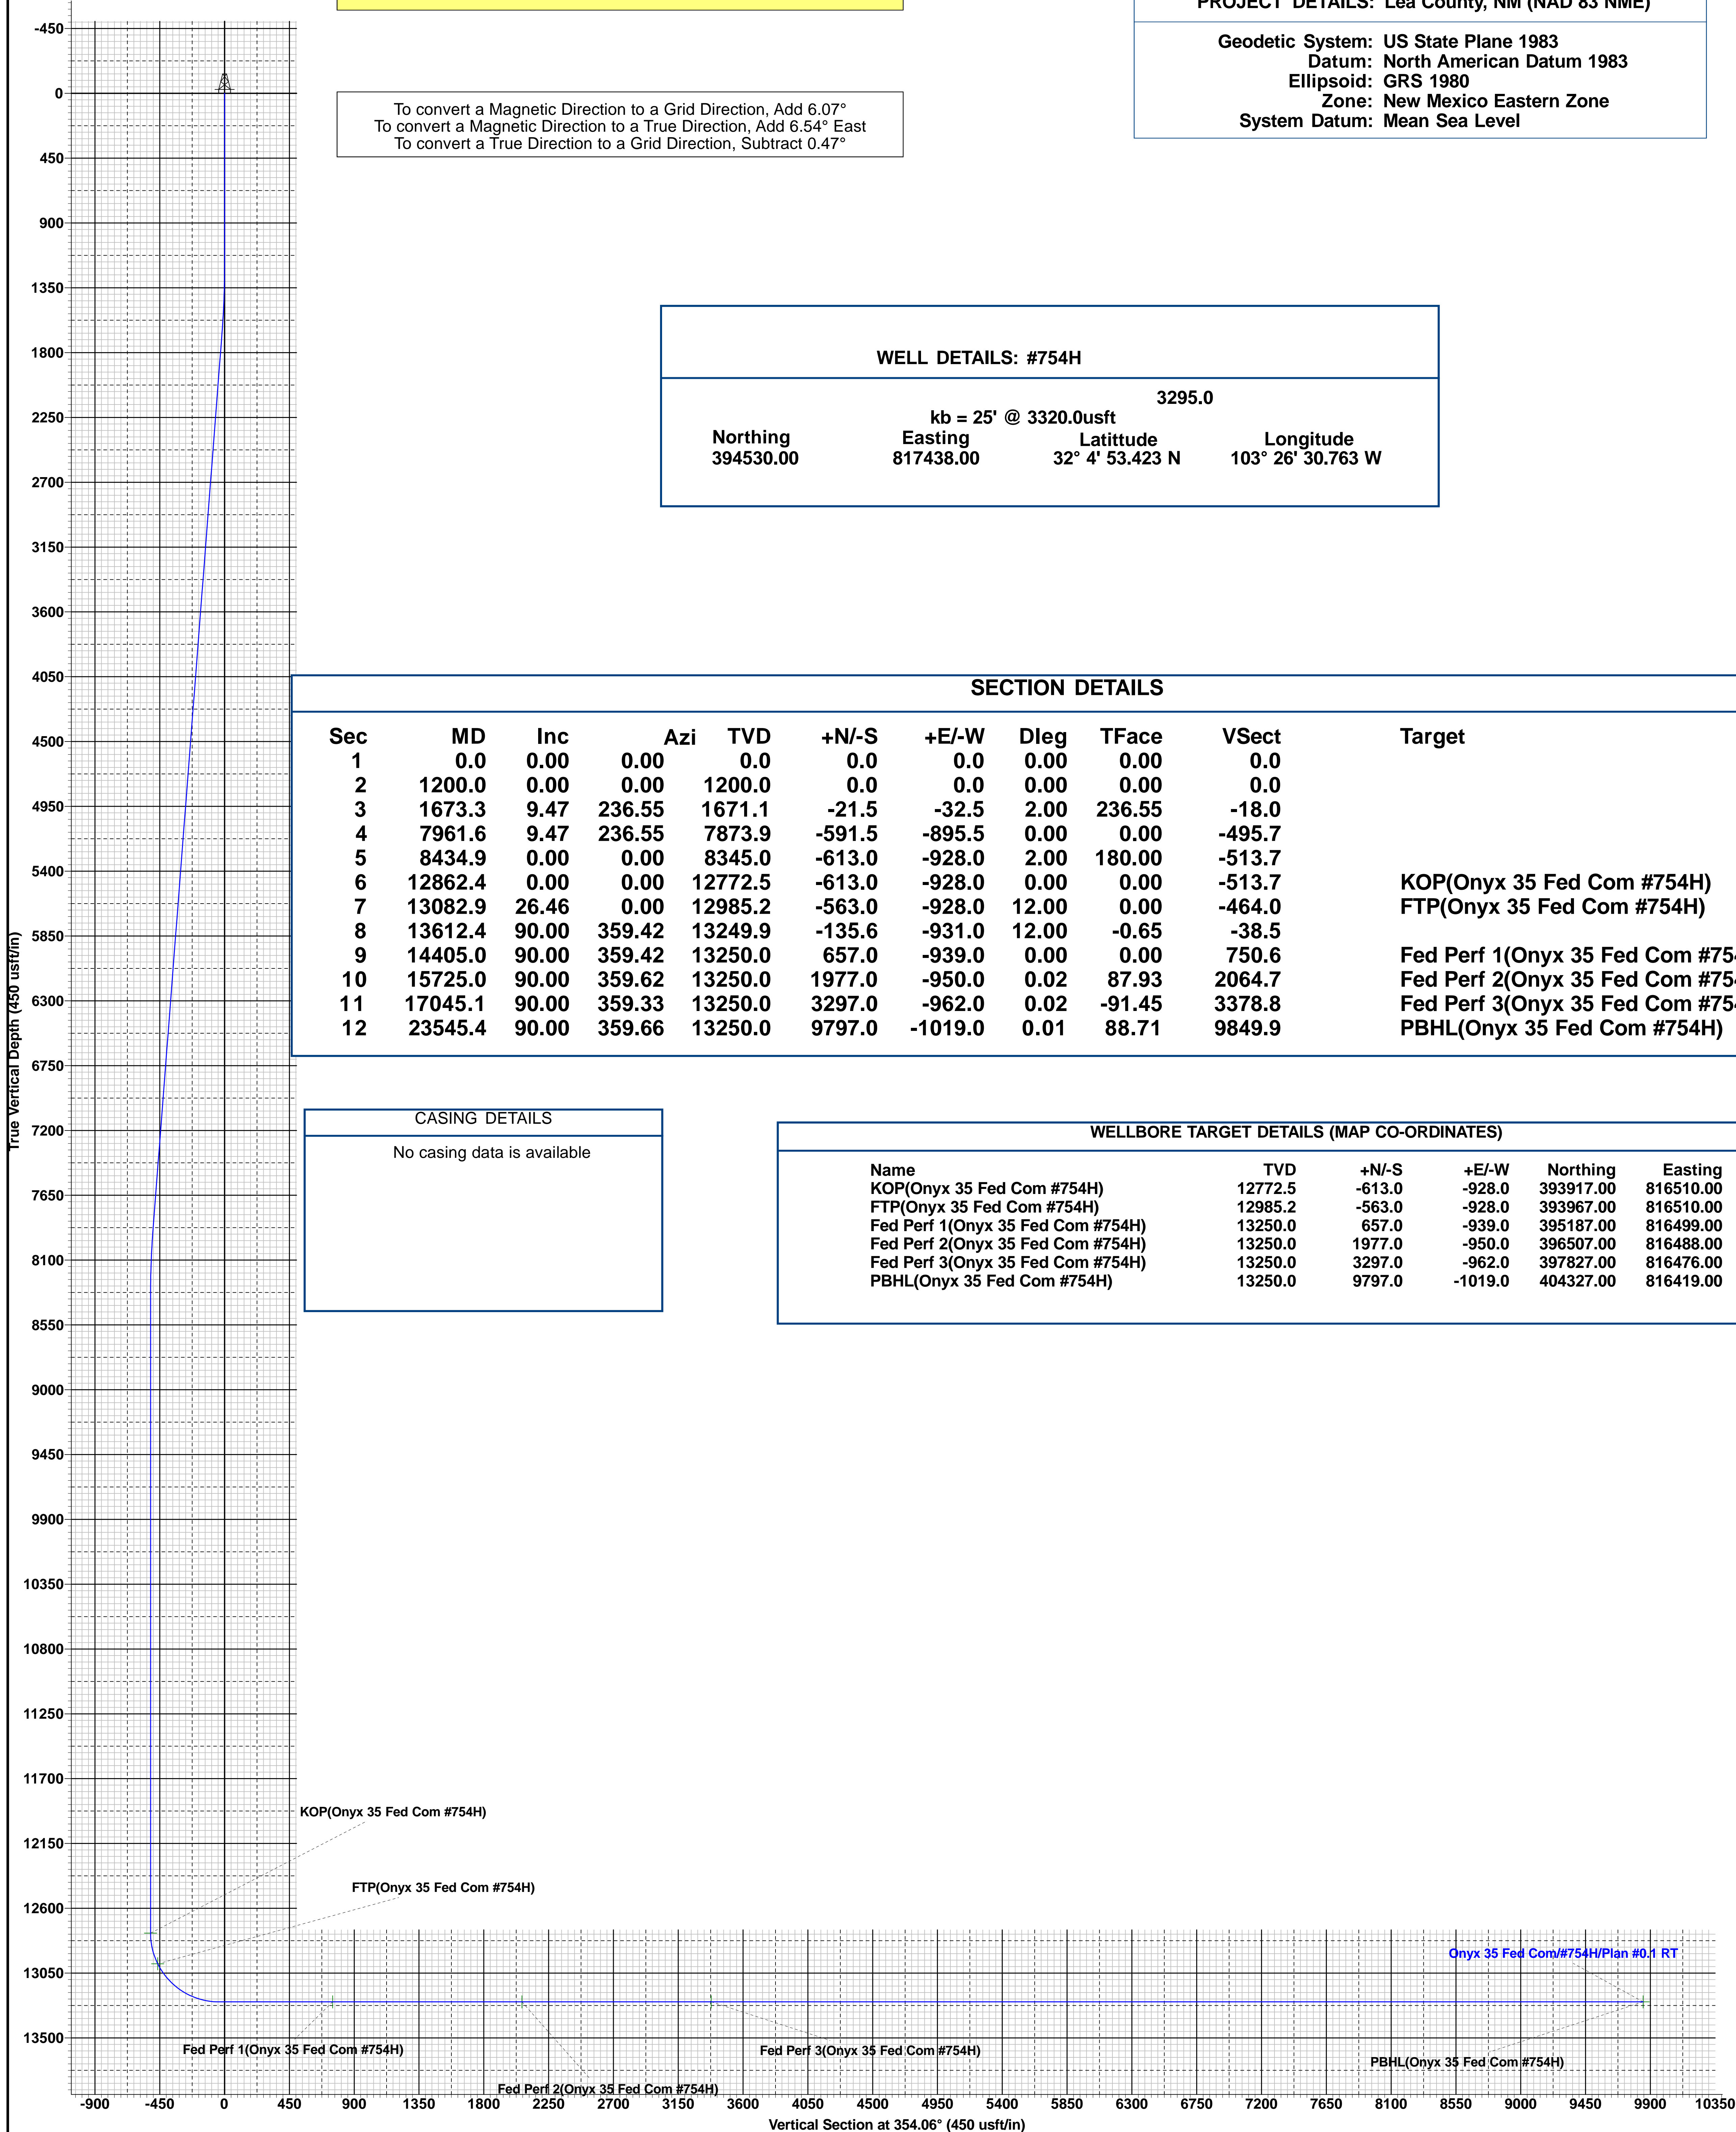 PROJECT DETAILS: Lea County, NM (NAD 83 NME)
Geodetic System: US State Plane 1983
Datum: North American Datum 1983
Ellipsoid: GRS 1980
Zone: New Mexico Eastern Zone
System Datum: Mean Sea Level
To convert a Magnetic Direction to a Grid Direction, Add 6.07°
To convert a Magnetic Direction to a True Direction, Add 6.54° East
To convert a True Direction to a Grid Direction, Subtract 0.47°
WELL DETAILS: #754H
3295.0
kb = 25' @ 3320.0usft
Northing Easting Latittude Longitude
394530.00 817438.00 32° 4' 53.423 N 103° 26' 30.763 W
SECTION DETAILS
Sec MD Inc Azi TVD +N/-S +E/-W Dleg TFace VSect Target
1 0.0 0.00 0.00 0.0 0.0 0.0 0.00 0.00 0.0
2 1200.0 0.00 0.00 1200.0 0.0 0.0 0.00 0.00 0.0
3 1673.3 9.47 236.55 1671.1 -21.5 -32.5 2.00 236.55 -18.0
4 7961.6 9.47 236.55 7873.9 -591.5 -895.5 0.00 0.00 -495.7
5 8434.9 0.00 0.00 8345.0 -613.0 -928.0 2.00 180.00 -513.7
6 12862.4 0.00 0.00 12772.5 -613.0 -928.0 0.00 0.00 -513.7 KOP(Onyx 35 Fed Com #754H)
7 13082.9 26.46 0.00 12985.2 -563.0 -928.0 12.00 0.00 -464.0 FTP(Onyx 35 Fed Com #754H)
8 13612.4 90.00 359.42 13249.9 -135.6 -931.0 12.00 -0.65 -38.5
9 14405.0 90.00 359.42 13250.0 657.0 -939.0 0.00 0.00 750.6 Fed Perf 1(Onyx 35 Fed Com #754
10 15725.0 90.00 359.62 13250.0 1977.0 -950.0 0.02 87.93 2064.7 Fed Perf 2(Onyx 35 Fed Com #754
11 17045.1 90.00 359.33 13250.0 3297.0 -962.0 0.02 -91.45 3378.8 Fed Perf 3(Onyx 35 Fed Com #754
12 23545.4 90.00 359.66 13250.0 9797.0 -1019.0 0.01 88.71 9849.9 PBHL(Onyx 35 Fed Com #754H)
CASING DETAILS
No casing data is available
WELLBORE TARGET DETAILS (MAP CO-ORDINATES)
Name TVD +N/-S +E/-W Northing Easting
KOP(Onyx 35 Fed Com #754H) 12772.5 -613.0 -928.0 393917.00 816510.00
FTP(Onyx 35 Fed Com #754H) 12985.2 -563.0 -928.0 393967.00 816510.00
Fed Perf 1(Onyx 35 Fed Com #754H) 13250.0 657.0 -939.0 395187.00 816499.00
Fed Perf 2(Onyx 35 Fed Com #754H) 13250.0 1977.0 -950.0 396507.00 816488.00
Fed Perf 3(Onyx 35 Fed Com #754H) 13250.0 3297.0 -962.0 397827.00 816476.00
PBHL(Onyx 35 Fed Com #754H) 13250.0 9797.0 -1019.0 404327.00 816419.00
True Vertical Depth (450 usft/in)
-450
0
450
900
1350
1800
2250
2700
3150
3600
4050
4500
4950
5400
5850
6300
6750
7200
7650
8100
8550
9000
9450
9900
10350
10800
11250
11700
12150
12600
13050
13500
KOP(Onyx 35 Fed Com #754H)
FTP(Onyx 35 Fed Com #754H)
Onyx 35 Fed Com/#754H/Plan #0.1 RT
Fed Perf 1(Onyx 35 Fed Com #754H)
Fed Perf 3(Onyx 35 Fed Com #754H)
PBHL(Onyx 35 Fed Com #754H)
Fed Perf 2(Onyx 35 Fed Com #754H)
-900 -450 0 450 900 1350 1800 2250 2700 3150 3600 4050 4500 4950 5400 5850 6300 6750 7200 7650 8100 8550 9000 9450 9900 10350
Vertical Section at 354.06° (450 usft/in)